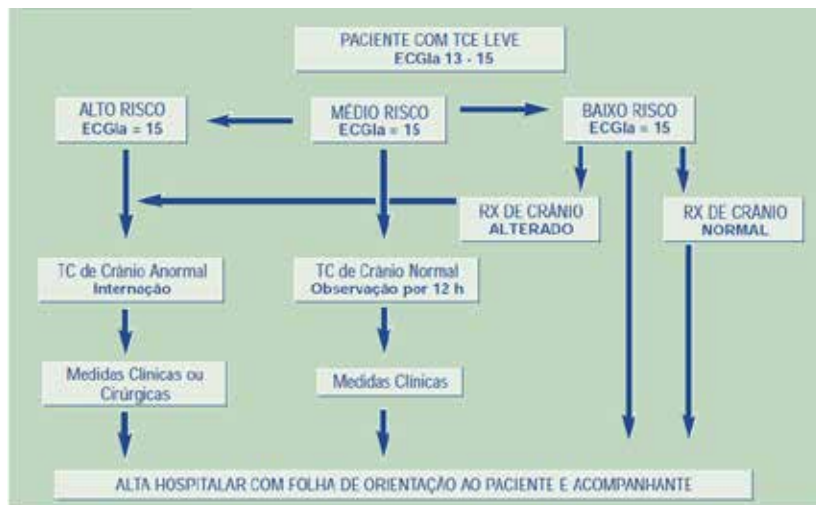 PACIENTE COM TCE LEVE
ECGla 13 - 15
ALTO RISCO
ECGla = 15
MÉDIO RISCO
ECGla = 15
BAIXO RISCO
ECGla = 15
RX DE CRÂNIO
ALTERADO
RX DE CRÂNIO
NORMAL
TC de Crânio Anormal
Internação
TC de Crânio Normal
Observação por 12 h
Medidas Clínicas ou
Cirúrgicas
Medidas Clínicas
ALTA HOSPITALAR COM FOLHA DE ORIENTAÇÃO AO PACIENTE E ACOMPANHANTE